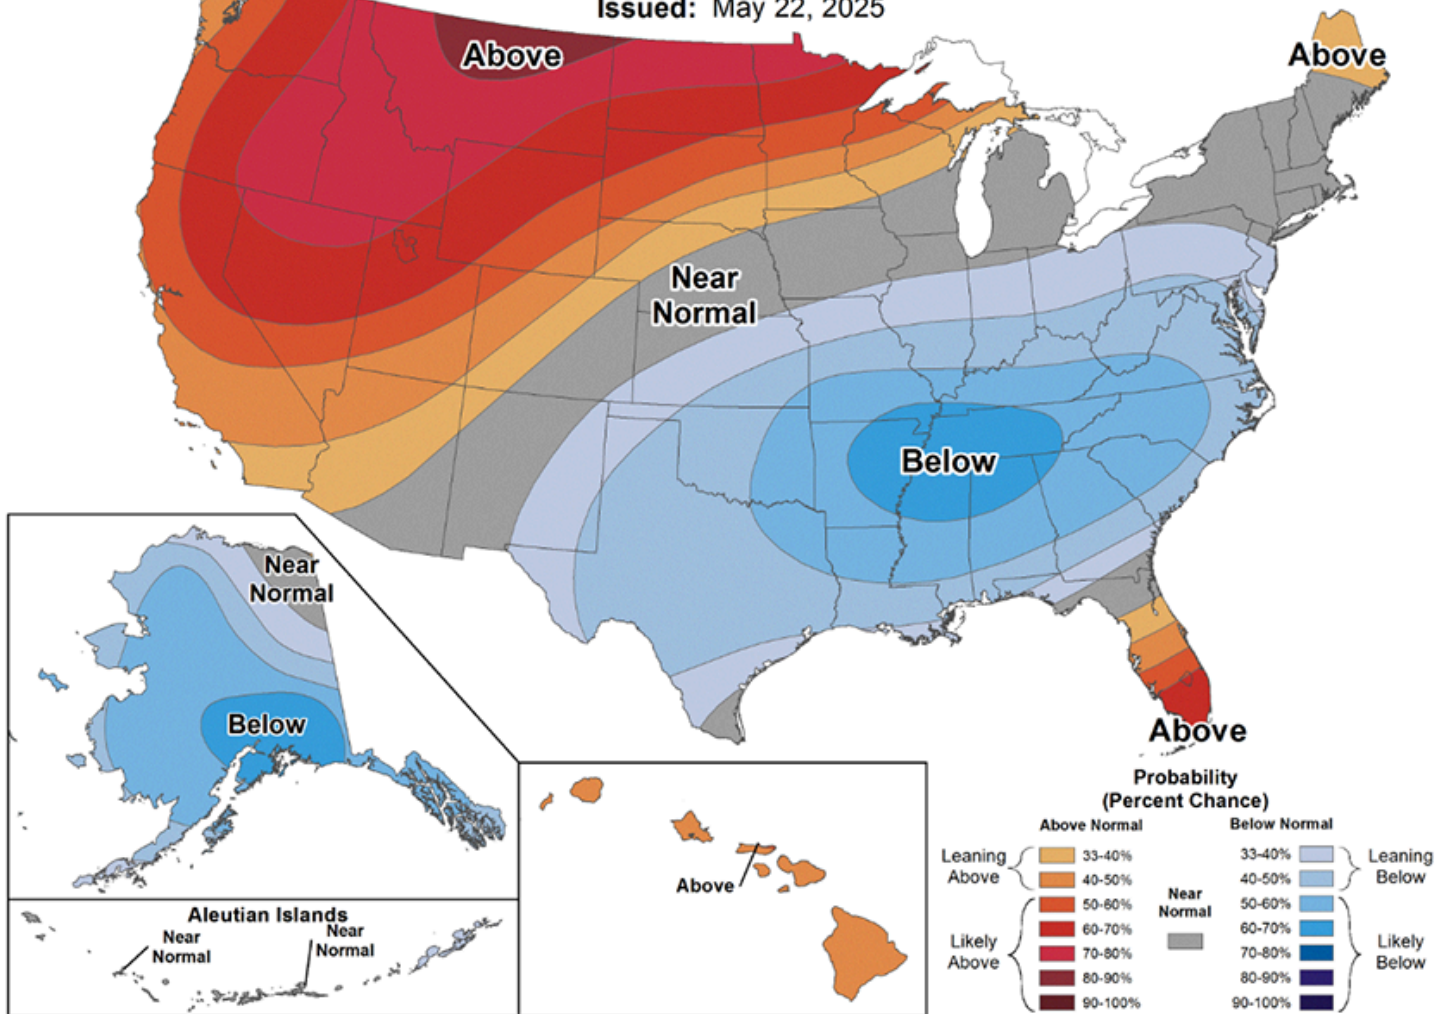 Issued: May 22, 2025
Above
Above
Near
Normal
Below
Near
Normal
Below
Above
Above
Aleutian Islands
Near
Normal
Near
Normal
Probability
(Percent Chance)
Above Normal
Below Normal
Leaning
Above
33-40%
40-50%
50-60%
60-70%
70-80%
80-90%
90-100%
Likely
Above
Near
Normal
33-40%
40-50%
50-60%
60-70%
70-80%
80-90%
90-100%
Leaning
Below
Likely
Below